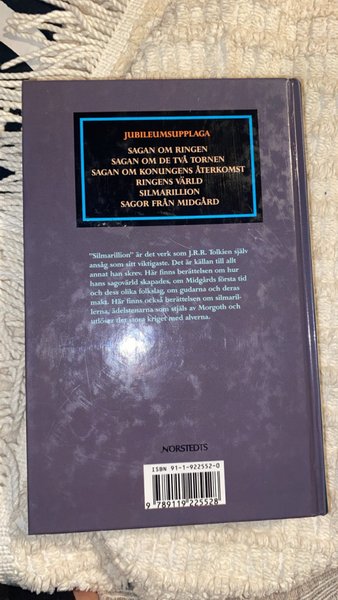 JUBILEUMSUPPLAGA
SAGAN OM RINGEN
SAGAN OM DE TVÅ TORNEN
SAGAN OM KONUNGENS ÅTERKOMST
RINGENS VÄRLD
SILMARILLION
SAGOR FRÅN MIDGÅRD
"Silmarillion" är det verk som J.R.R. Tolkien själv
ansåg som sitt viktigaste. Det är källan till allt
annat han skrev. Här finns berättelsen om hur
hans sagovärld skapades, om Midgårds första tid
och dess olika folkslag, om gudarna och deras
makt. Här finns också berättelsen om silmaril-
lerna, ädelstenarna som stjäls av Morgoth och
utlöser det stora kriget med alverna.
NORSTEDTS
ISBN 91-1-922552-0
9 789119 225528